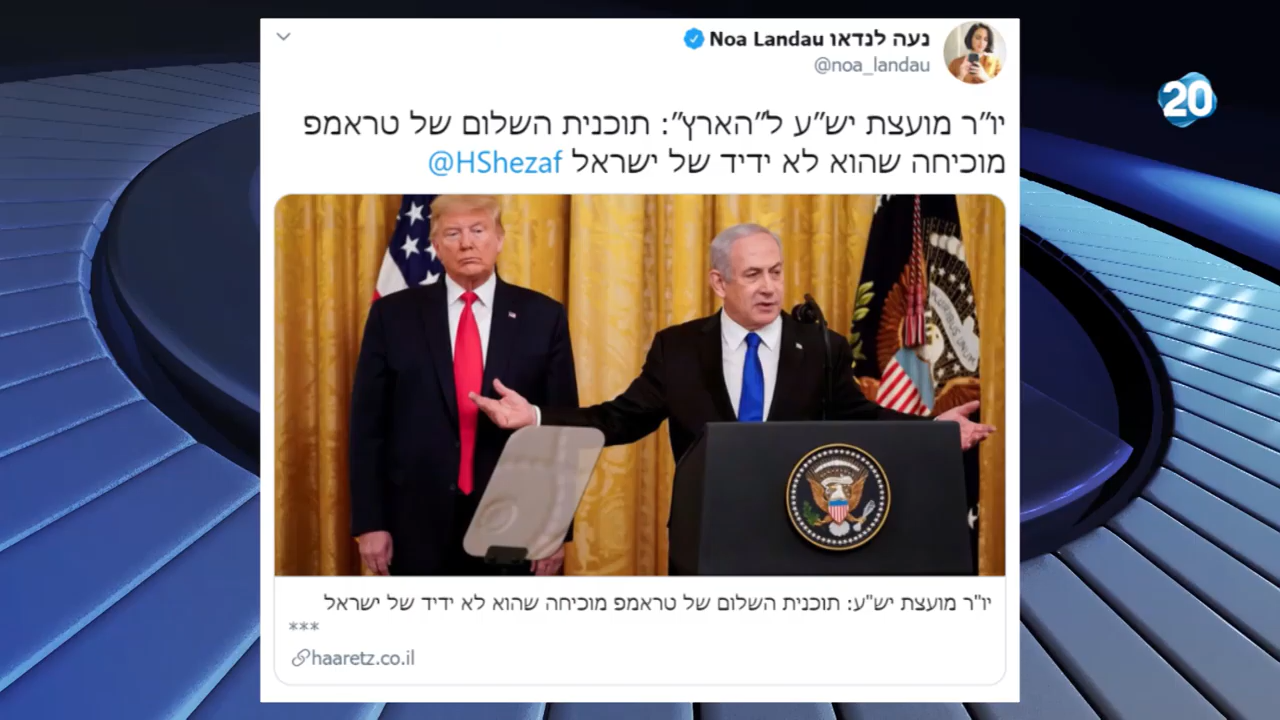 נעה לנדאו Noa Landau
@noa_landau
20
יו״ר מועצת יש״ע ל״הארץ״: תוכנית השלום של טראמפ
מוכיחה שהוא לא ידיד של ישראל @HShezaf
יו"ר מועצת יש"ע: תוכנית השלום של טראמפ מוכיחה שהוא לא ידיד של ישראל
***
haaretz.co.il